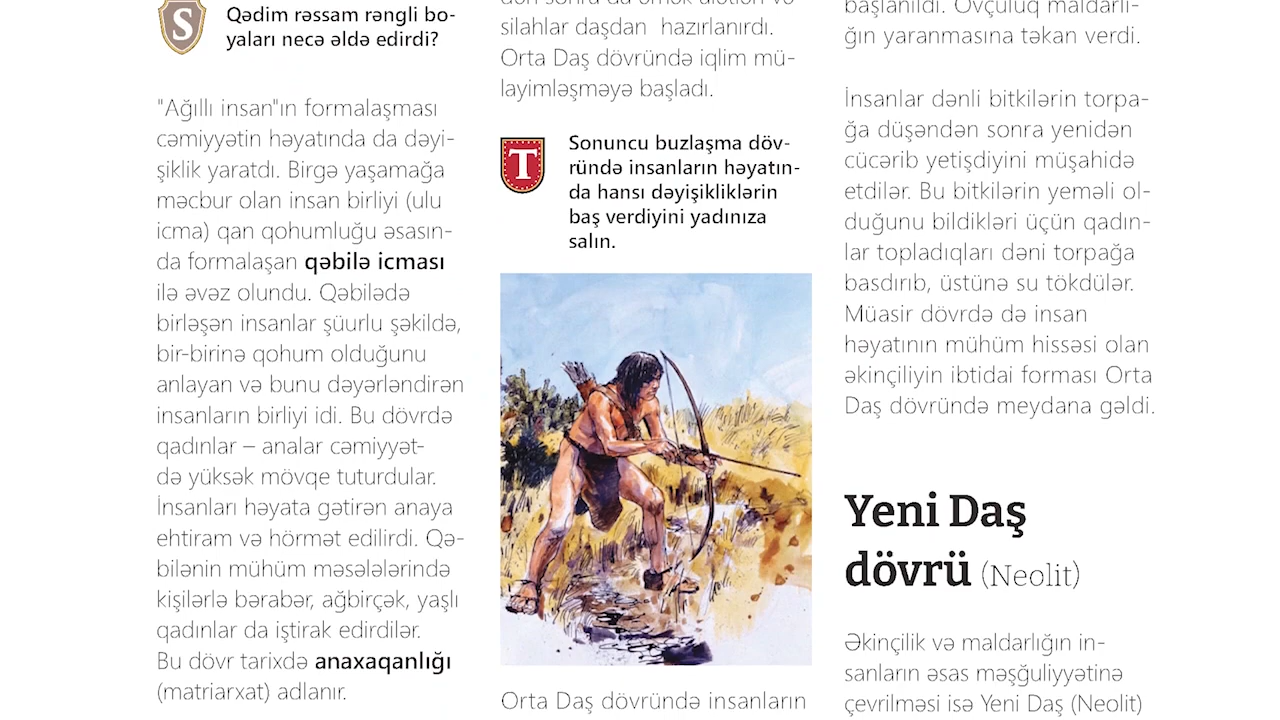 S
Qədim rəssam rəngli bo-
yaları necə əldə edirdi?
"Ağıllı insan"ın formalaşması
cəmiyyətin həyatında da dəyi-
şiklik yaratdı. Birgə yaşamağa
məcbur olan insan birliyi (ulu
icma) qan qohumluğu əsasın-
da formalaşan qəbilə icması
ilə əvəz olundu. Qəbilədə
birləşən insanlar şüurlu şəkildə,
bir-birinə qohum olduğunu
anlayan və bunu dəyərləndirən
insanların birliyi idi. Bu dövrdə
qadınlar – analar cəmiyyət-
də yüksək mövqe tuturdular.
İnsanları həyata gətirən anaya
ehtiram və hörmət edilirdi. Qə-
bilənin mühüm məsələlərində
kişilərlə bərabər, ağbirçək, yaşlı
qadınlar da iştirak edirdilər.
Bu dövr tarixdə anaxaqanlığı
(matriarxat) adlanır.
silahlar daşdan hazırlanırdı.
Orta Daş dövründə iqlim mü-
layimləşməyə başladı.
T
Sonuncu buzlaşma döv-
ründə insanların həyatın-
da hansı dəyişikliklərin
baş verdiyini yadınıza
salın.
Orta Daş dövründə insanların
başlanıldı. Ovçuluq maldarlı-
ğın yaranmasına təkan verdi.
İnsanlar dənli bitkilərin torpa-
ğa düşəndən sonra yenidən
cücərib yetişdiyini müşahidə
etdilər. Bu bitkilərin yeməli ol-
duğunu bildikləri üçün qadın-
lar topladıqları dəni torpağa
basdırıb, üstünə su tökdülər.
Müasir dövrdə də insan
həyatının mühüm hissəsi olan
əkinçiliyin ibtidai forması Orta
Daş dövründə meydana gəldi.
Yeni Daş
dövrü (Neolit)
Əkinçilik və maldarlığın in-
sanların əsas məşğuliyyətinə
çevrilməsi isə Yeni Daş (Neolit)